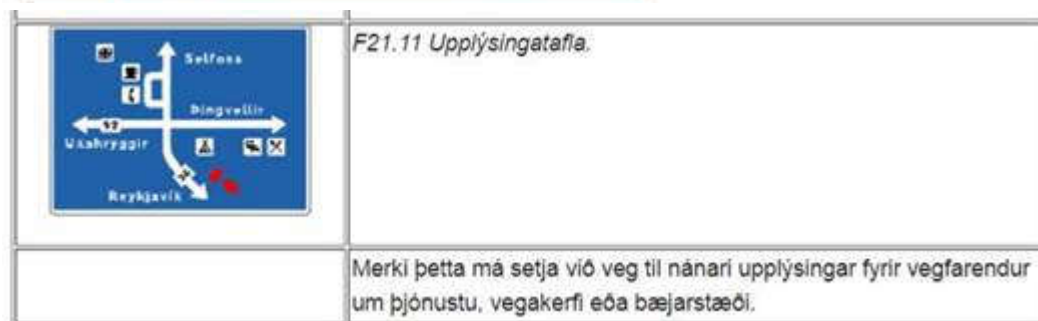 F21.11 Upplýsingatafla.
Selfoss
Þingvellir
52
Uxahryggir
Reykjavík
Merki þetta má setja við veg til nánari upplýsingar fyrir vegfarendur
um þjónustu, vegakerfi eða bæjarstæði.